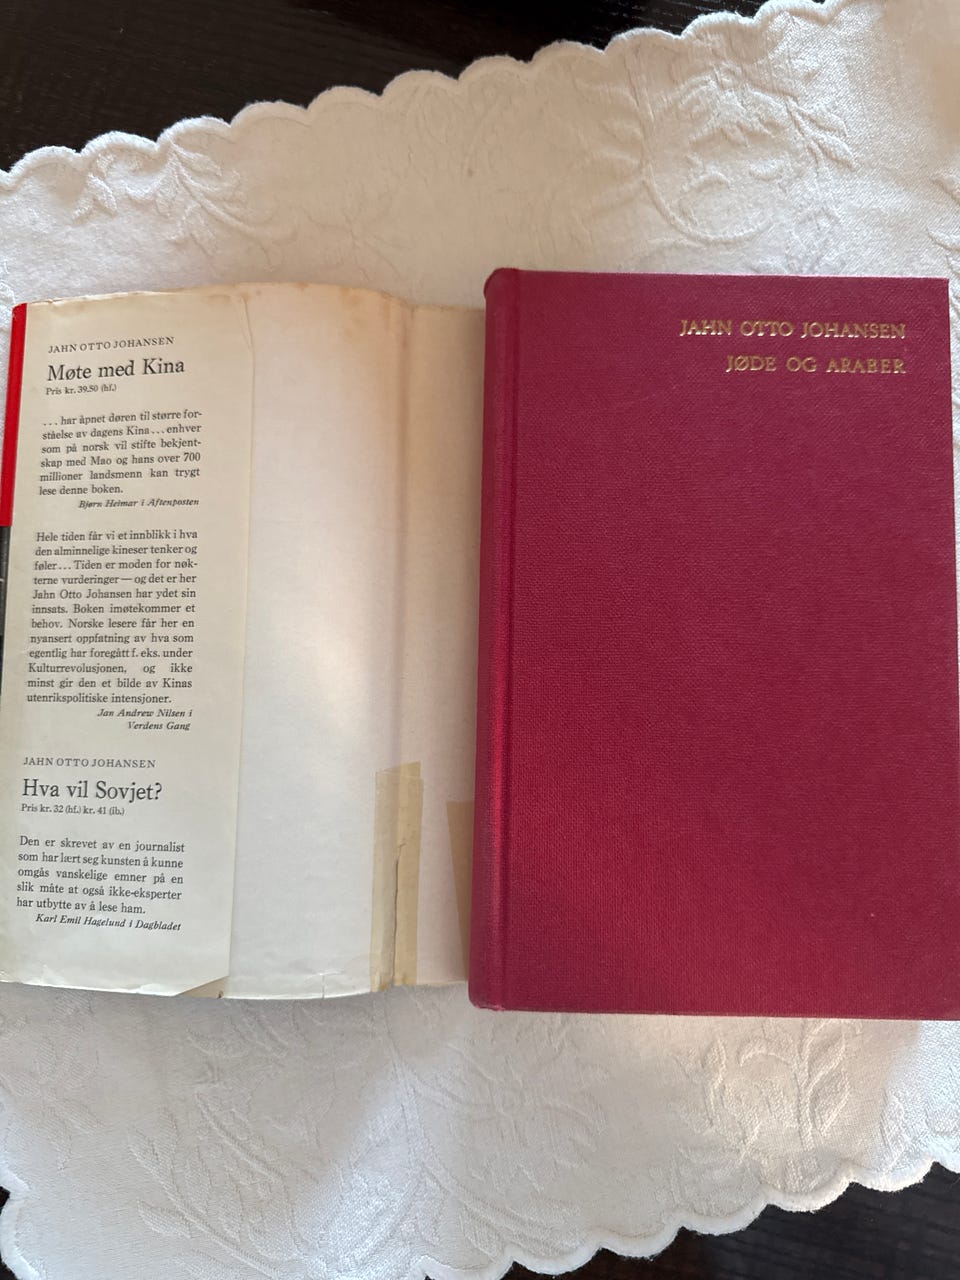 JAHN OTTO JOHANSEN
Møte med Kina
Pris kr. 39.50 (hf.)
... har åpnet døren til større for-
ståelse av dagens Kina ... enhver
som på norsk vil stifte bekjent-
skap med Mao og hans over 700
millioner landsmenn kan trygt
lese denne boken.
Bjørn Heimar i Aftenposten
Hele tiden får vi et innblikk i hva
den alminnelige kineser tenker og
føler... Tiden er moden for nøk-
terne vurderinger — og det er her
Jahn Otto Johansen har ydet sin
innsats. Boken imøtekommer et
behov. Norske lesere får her en
nyansert oppfatning av hva som
egentlig har foregått f. eks. under
Kulturrevolusjonen, og ikke
minst gir den et bilde av Kinas
utenrikspolitiske intensjoner.
Jan Andrew Nilsen i
Verdens Gang
JAHN OTTO JOHANSEN
Hva vil Sovjet?
Pris kr. 32 (hf.) kr. 41 (ib.)
Den er skrevet av en journalist
som har lært seg kunsten å kunne
omgås vanskelige emner på en
slik måte at også ikke-eksperter
har utbytte av å lese ham.
Karl Emil Hagelund i Dagbladet
JAHN OTTO JOHANSEN
JØDE OG ARABER